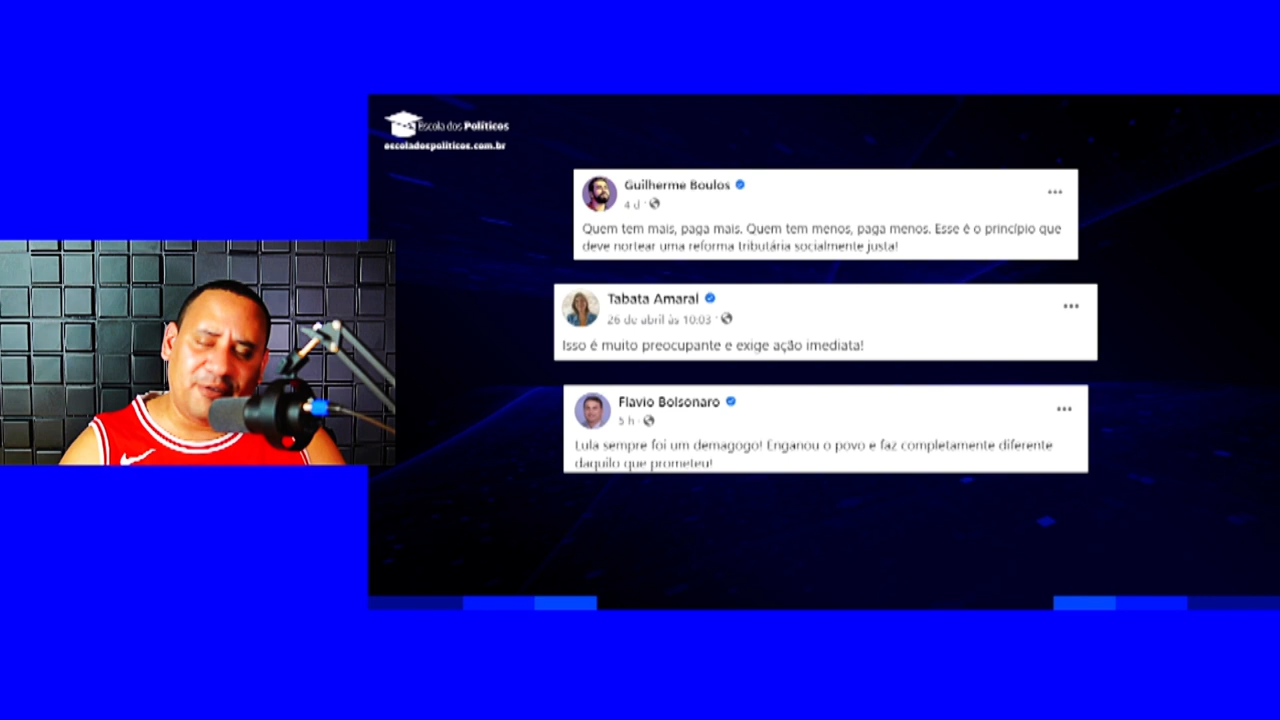 Escola dos Políticos
escoladospoliticos.com.br
Guilherme Boulos
4 d ·
Quem tem mais, paga mais. Quem tem menos, paga menos. Esse é o princípio que
deve nortear uma reforma tributária socialmente justa!
Tabata Amaral
26 de abril às 10:03 ·
Isso é muito preocupante e exige ação imediata!
Flavio Bolsonaro
5 h ·
Lula sempre foi um demagogo! Enganou o povo e faz completamente diferente
daquilo que prometeu!